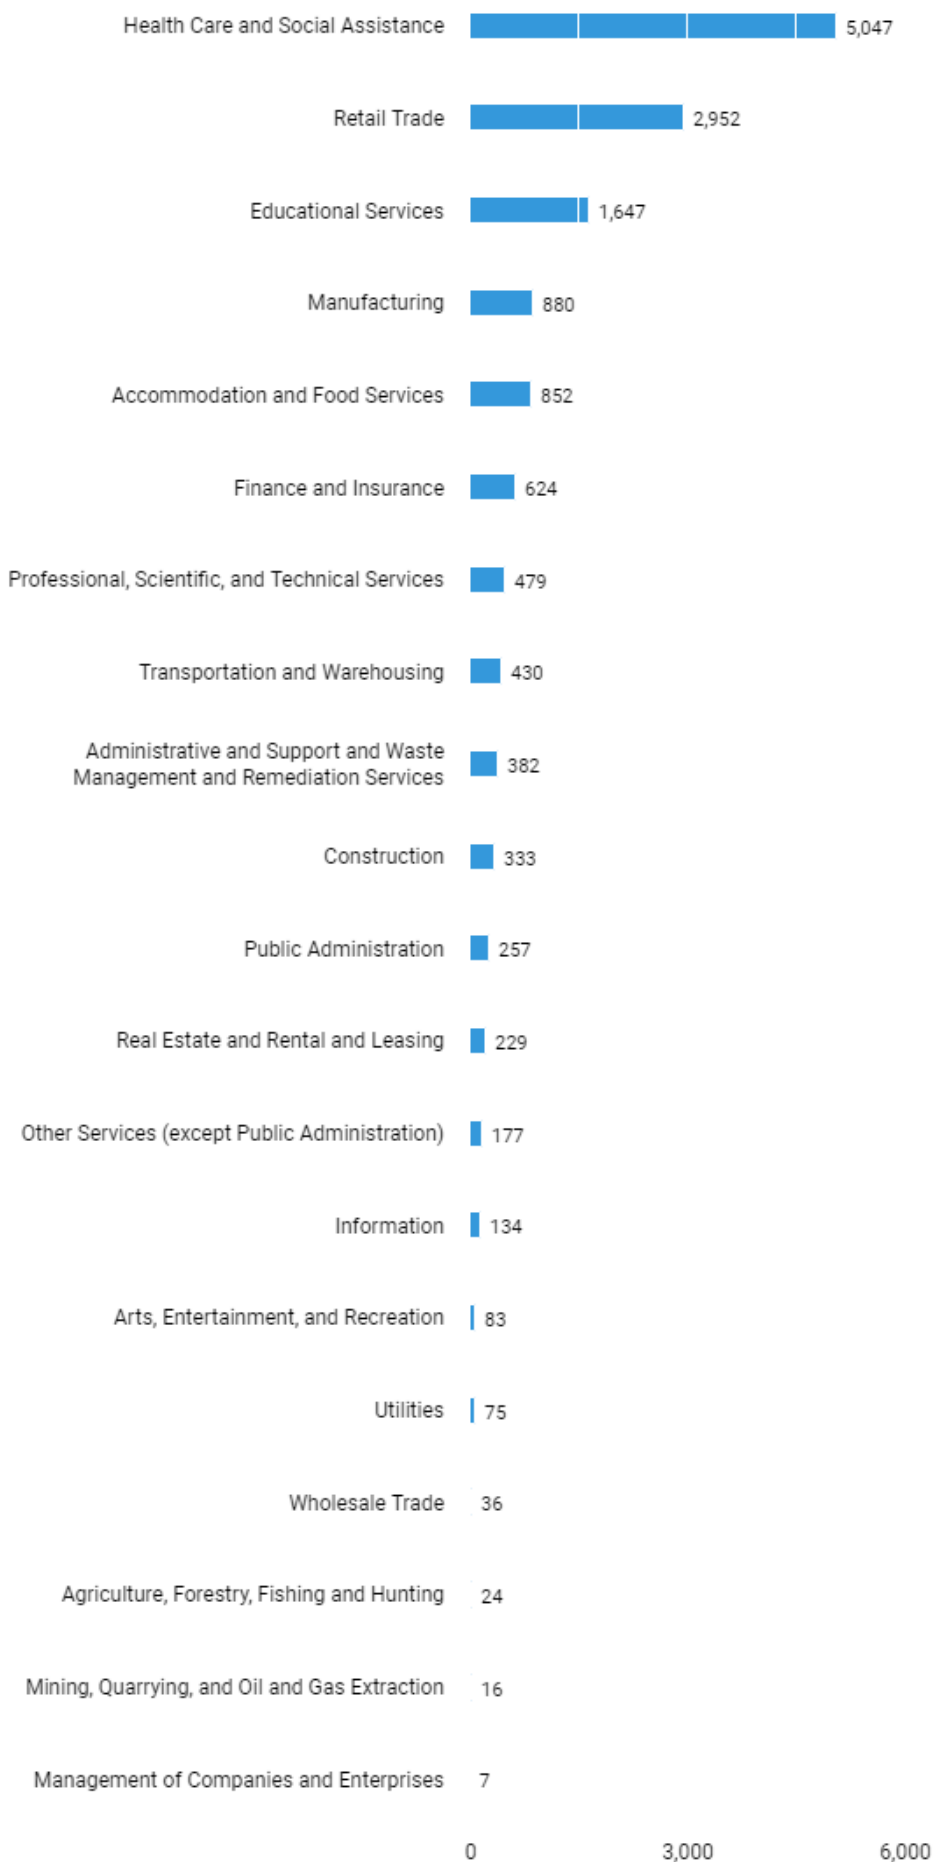 Health Care and Social Assistance 5,047
Retail Trade 2,952
Educational Services 1,647
Manufacturing 880
Accommodation and Food Services 852
Finance and Insurance 624
Professional, Scientific, and Technical Services 479
Transportation and Warehousing 430
Administrative and Support and Waste
Management and Remediation Services 382
Construction 333
Public Administration 257
Real Estate and Rental and Leasing 229
Other Services (except Public Administration) 177
Information 134
Arts, Entertainment, and Recreation 83
Utilities 75
Wholesale Trade 36
Agriculture, Forestry, Fishing and Hunting 24
Mining, Quarrying, and Oil and Gas Extraction 16
Management of Companies and Enterprises 7
0 3,000 6,000